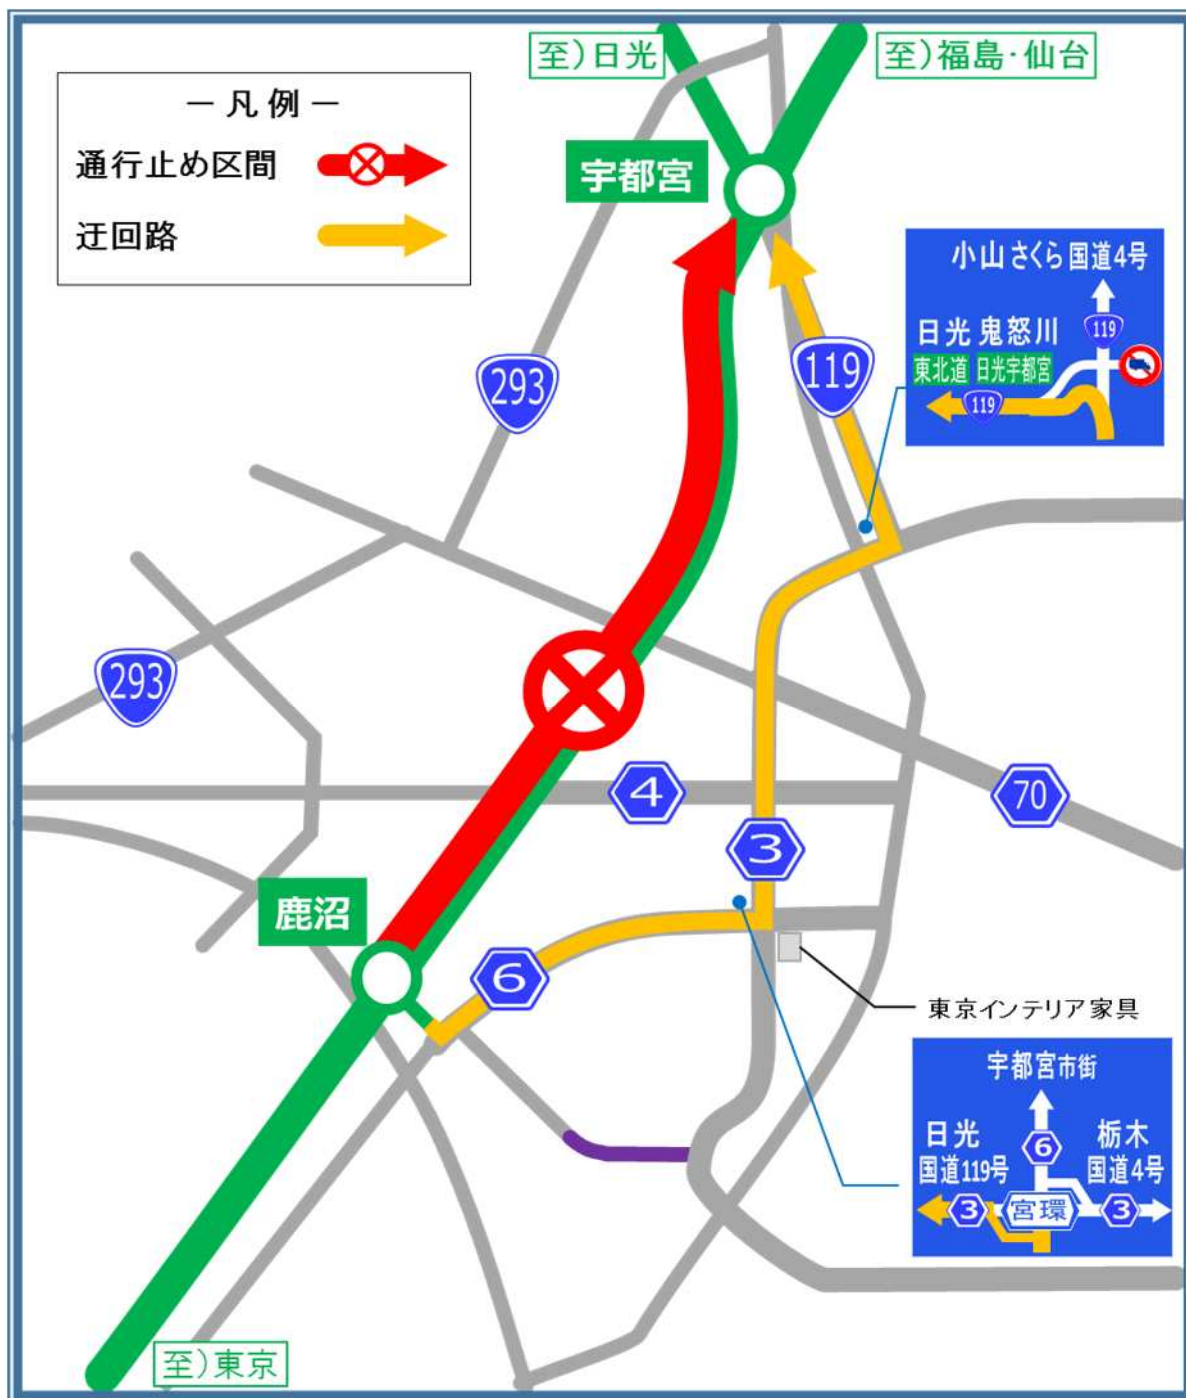 至)日光
至)福島・仙台
ー凡例ー
通行止め区間
迂回路
宇都宮
小山さくら国道4号
119
日光 鬼怒川
東北道 日光宇都宮
119
293
119
293
4
70
3
鹿沼
6
東京インテリア家具
宇都宮市街
日光
6
栃木
国道119号
国道4号
3
宮環
3
至)東京